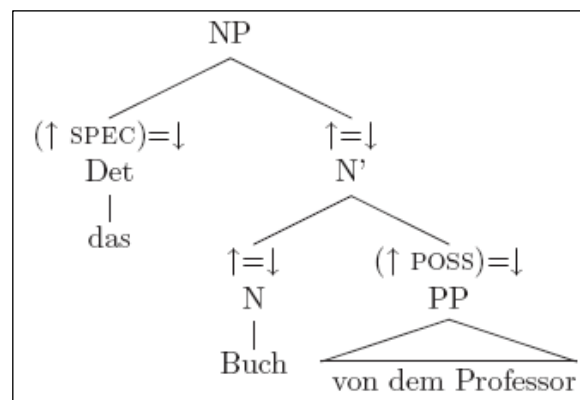 NP
(↑ SPEC)=↓ ↑=↓
Det N'
das
↑=↓ (↑ POSS)=↓
N PP
Buch
von dem Professor